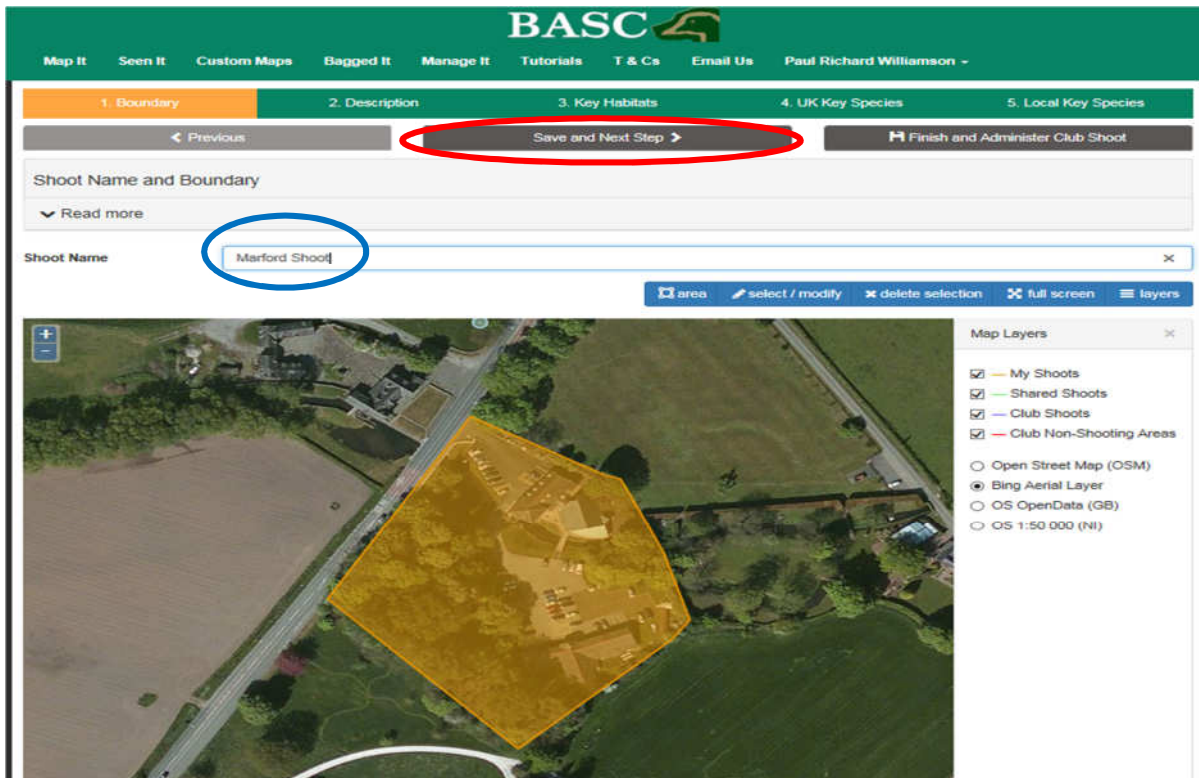 BASC
Map It Seen It Custom Maps Bagged It Manage It Tutorials T & Cs Email Us Paul Richard Williamson
1. Boundary 2. Description 3. Key Habitats 4. UK Key Species 5. Local Key Species
Previous Save and Next Step Finish and Administer Club Shoot
Shoot Name and Boundary
Read more
Shoot Name Marford Shoot
area select / modify delete selection full screen layers
+
-
Map Layers
My Shoots
Shared Shoots
Club Shoots
Club Non-Shooting Areas
Open Street Map (OSM)
Bing Aerial Layer
OS OpenData (GB)
OS 1:50 000 (NI)